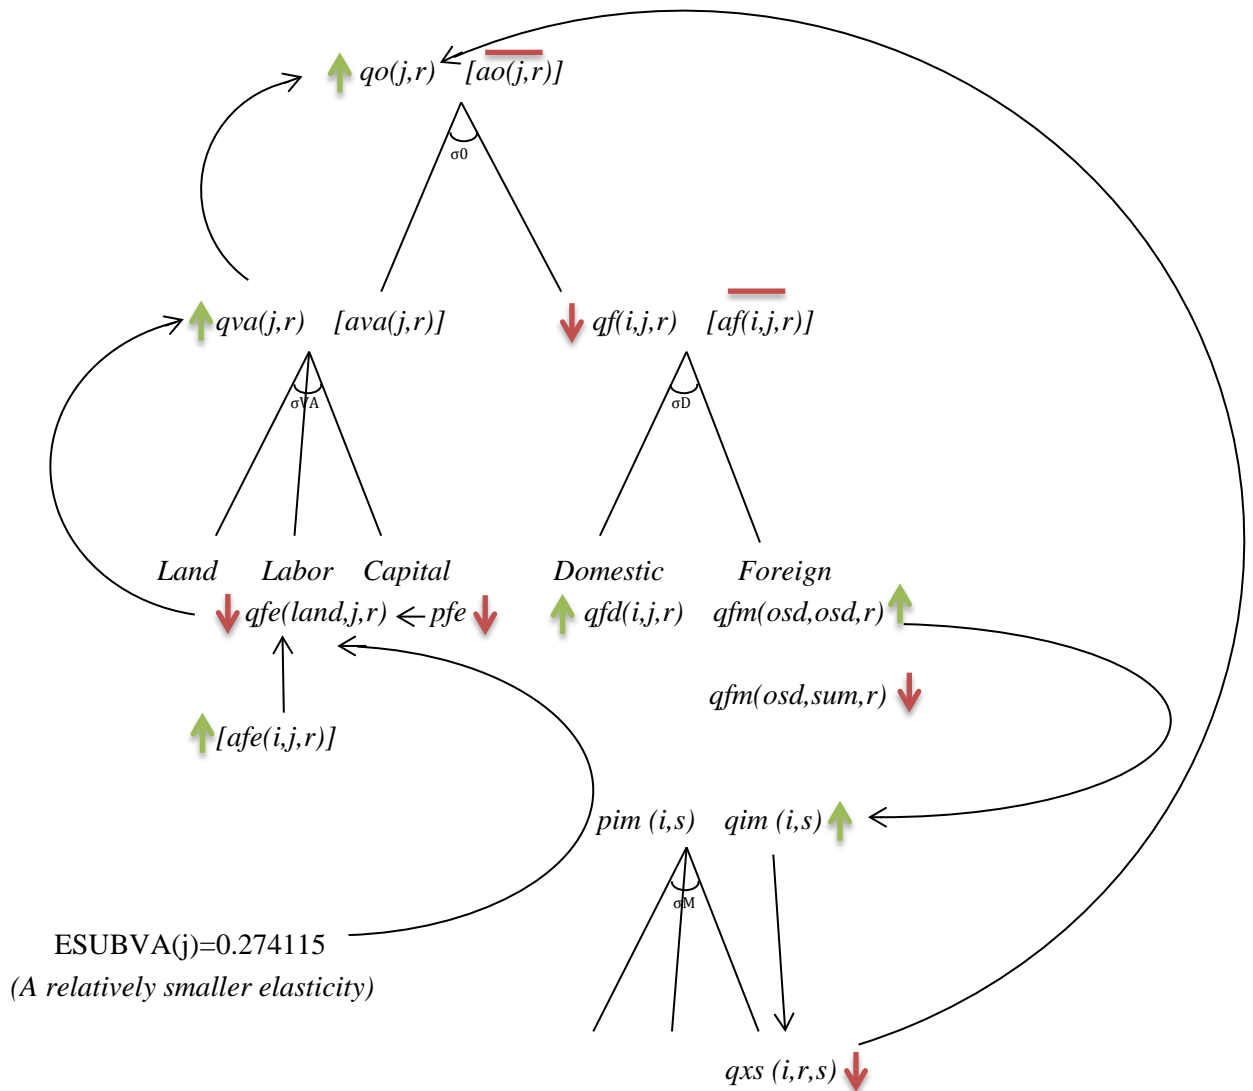 qo(j,r) [ao(j,r)]
σ0
qva(j,r) [ava(j,r)] qf(i,j,r) [af(i,j,r)]
σVA σD
Land Labor Capital Domestic Foreign
qfe(land,j,r) pfe qfd(i,j,r) qfm(osd,osd,r)
qfm(osd,sum,r)
[afe(i,j,r)]
pim (i,s) qim (i,s)
σM
ESUBVA(j)=0.274115
(A relatively smaller elasticity)
qxs (i,r,s)